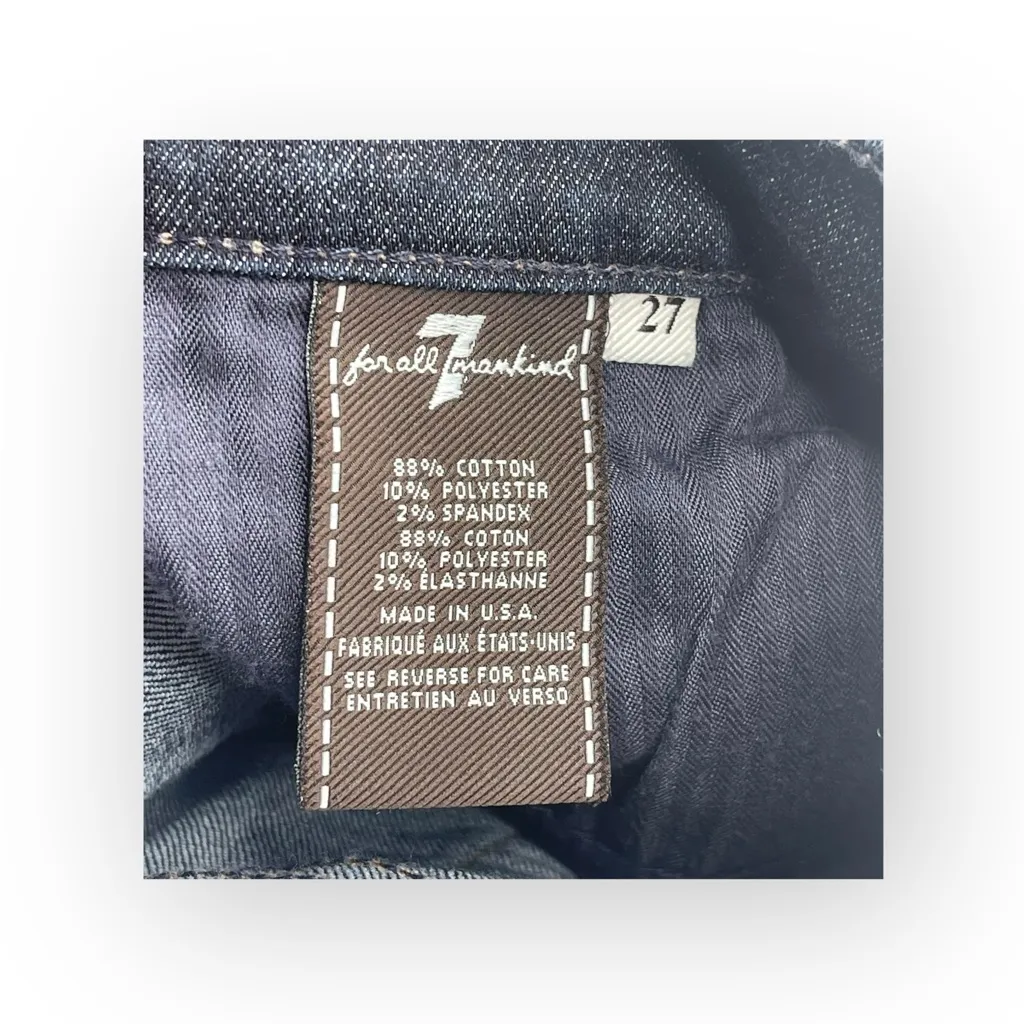 7
for all mankind
27
88% COTTON
10% POLYESTER
2% SPANDEX
88% COTON
10% POLYESTER
2% ÉLASTHANNE
MADE IN U.S.A.
FABRIQUÉ AUX ÉTATS-UNIS
SEE REVERSE FOR CARE
ENTRETIEN AU VERSO